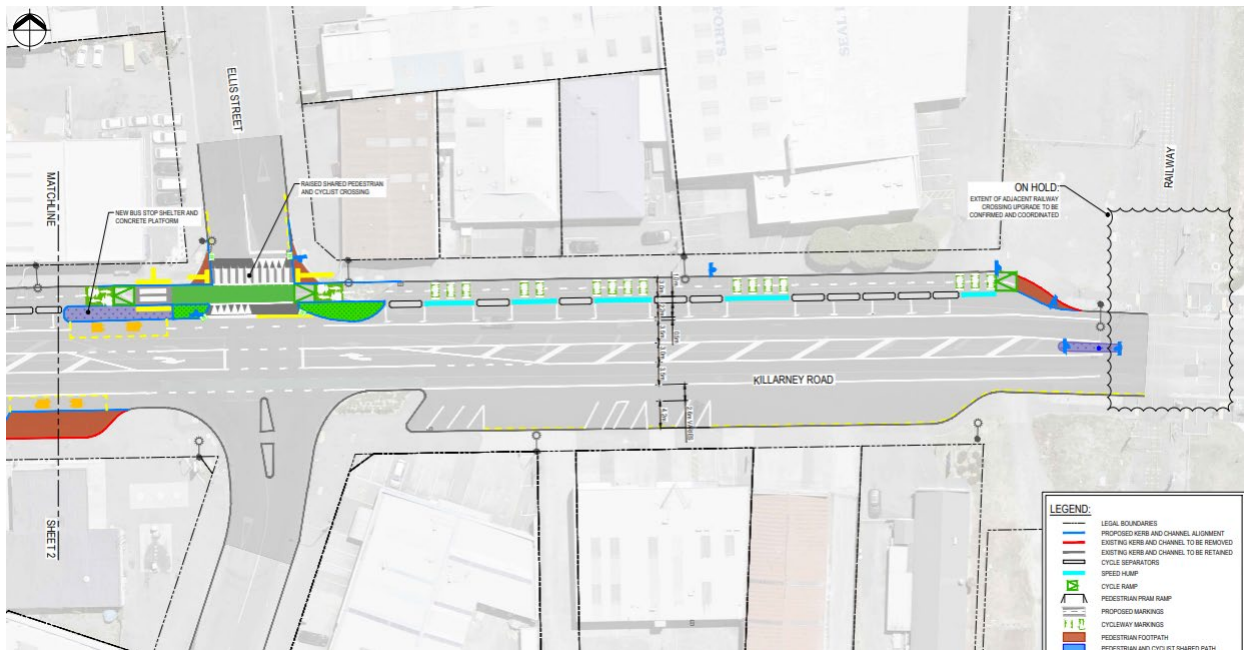 ELLIS STREET
SEALY
PORTS
MATCHLINE
NEW BUS STOP SHELTER AND
CONCRETE PLATFORM
RAISED SHARED PEDESTRIAN
AND CYCLIST CROSSING
ON HOLD:
EXTENT OF ADJACENT RAILWAY
CROSSING UPGRADE TO BE
CONFIRMED AND COORDINATED
RAILWAY
KILLARNEY ROAD
SHEET 2
LEGEND:
LEGAL BOUNDARIES
PROPOSED KERB AND CHANNEL ALIGNMENT
EXISTING KERB AND CHANNEL TO BE REMOVED
EXISTING KERB AND CHANNEL TO BE RETAINED
CYCLE SEPARATORS
SPEED HUMP
CYCLE RAMP
PEDESTRIAN PRAM RAMP
PROPOSED MARKINGS
CYCLEWAY MARKINGS
PEDESTRIAN FOOTPATH
PEDESTRIAN AND CYCLIST SHARED PATH